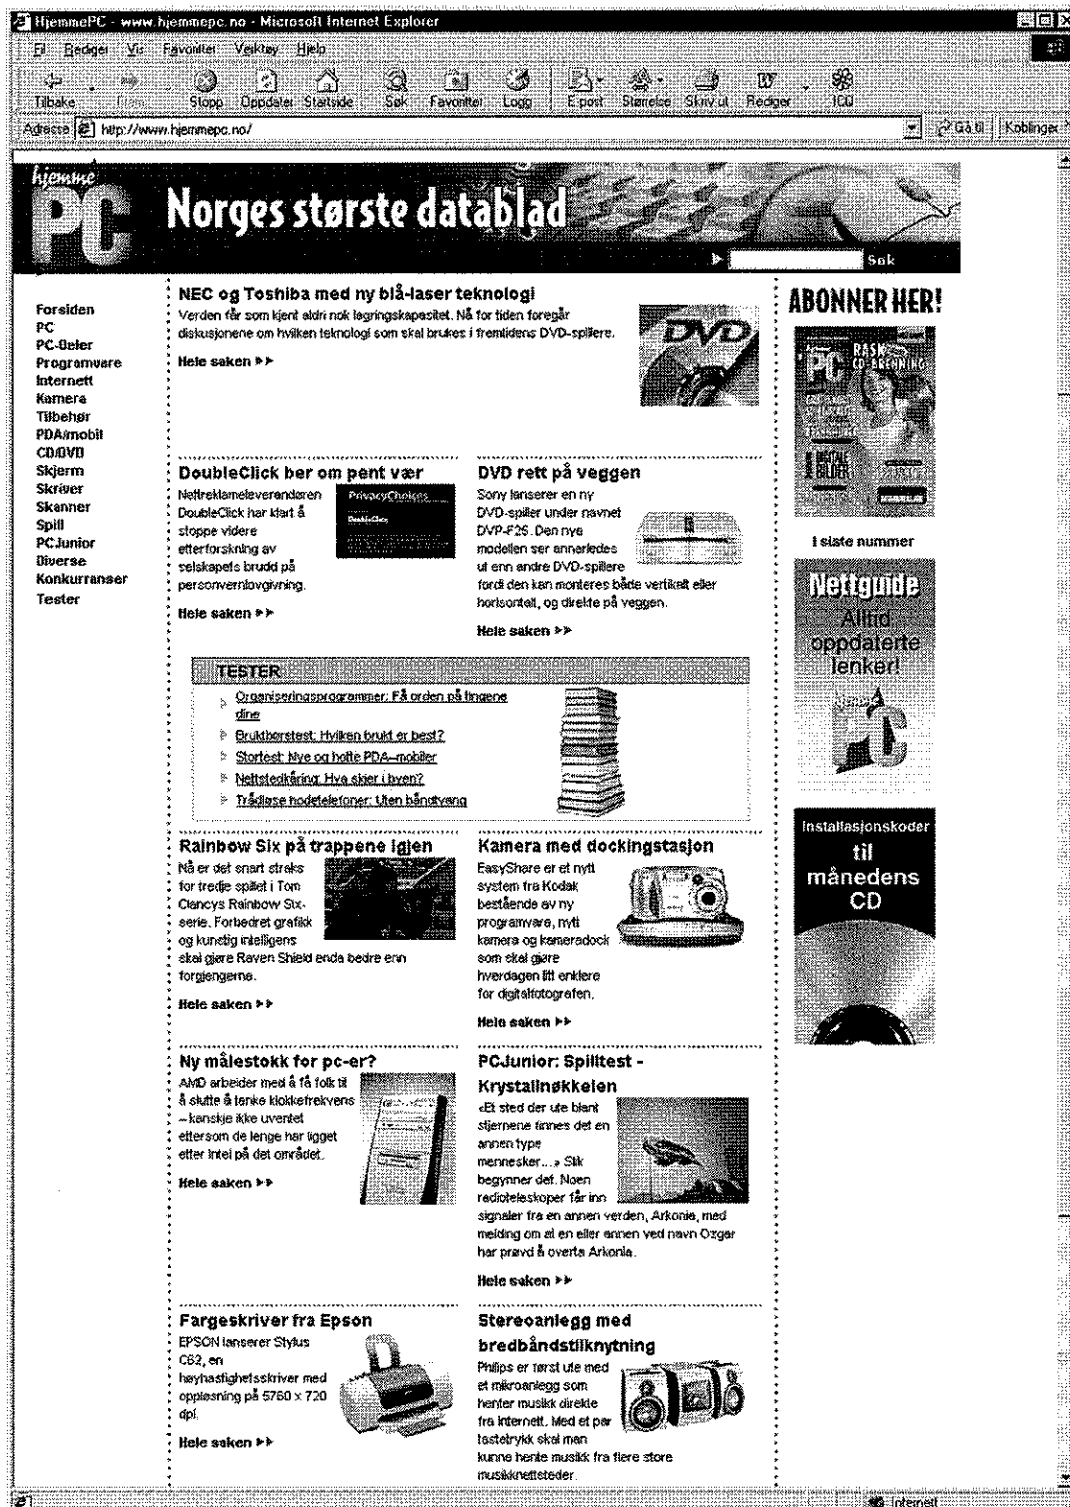 HjemmePC - www.hjemmepc.no - Microsoft Internet Explorer
Fil Rediger Vis Favoritter Verktøy Hjelp
Tilbake Fram Stopp Oppdater Startside Søk Favoritter Logg E-post Størrelse Skriv ut Rediger ICQ
Adresse http://www.hjemmepc.no/ Gå til Koblinger
hjemme
PC
Norges største datablad
Søk
Forsiden
PC
PC-Deler
Programvare
Internett
Kamera
Tilbehør
PDA/mobil
CD/DVD
Skjerm
Skriver
Skanner
Spill
PCJunior
Diverse
Konkurranser
Tester
NEC og Toshiba med ny blå-laser teknologi
Verden får som kjent aldri nok lagringskapasitet. Nå for tiden foregår
diskusjonene om hvilken teknologi som skal brukes i fremtidens DVD-spillere.
Hele saken
DVD
DoubleClick ber om pent vær
Nettreklameleverandøren
DoubleClick har klart å
stoppe videre
etterforskning av
selskapets brudd på
personvernlovgivning.
Hele saken
PrivacyChoices
DoubleClick
DVD rett på veggen
Sony lanserer en ny
DVD-spiller under navnet
DVP-F25. Den nye
modellen ser annerledes
ut enn andre DVD-spillere
fordi den kan monteres både vertikalt eller
horisontalt, og direkte på veggen.
Hele saken
TESTER
Organiseringsprogrammer: Få orden på tingene
dine
Bruktbørstest: Hvilken brukt er best?
Stortest: Nye og hotte PDA-mobiler
Nettstedkåring: Hva skjer i byen?
Trådløse hodetelefoner: Uten båndtvang
Rainbow Six på trappene igjen
Nå er det snart straks
for tredje spillet i Tom
Clancys Rainbow Six-
serie. Forbedret grafikk
og kunstig intelligens
skal gjøre Raven Shield enda bedre enn
forgjengerne.
Hele saken
Kamera med dockingstasjon
EasyShare er et nytt
system fra Kodak
bestående av ny
programvare, nytt
kamera og kameradock
som skal gjøre
hverdagen litt enklere
for digitalfotografen.
Hele saken
Ny målestokk for pc-er?
AMD arbeider med å få folk til
å slutte å tenke klokkefrekvens
– kanskje ikke uventet
ettersom de lenge har ligget
etter Intel på det området.
Hele saken
PCJunior: Spilltest -
Krystallnøkkelen
«Et sted der ute blant
stjernene finnes det en
annen type
mennesker...» Slik
begynner det. Noen
radioteleskoper får inn
signaler fra en annen verden, Arkonia, med
melding om at en eller annen ved navn Ozgar
har prøvd å overta Arkonia.
Hele saken
Fargeskriver fra Epson
EPSON lanserer Stylus
C62, en
høyhastighetsskriver med
oppløsning på 5760 x 720
dpi.
Hele saken
Stereoanlegg med
bredbåndstilknytning
Philips er først ute med
et mikroanlegg som
henter musikk direkte
fra Internett. Med et par
tastetrykk skal man
kunne hente musikk fra flere store
musikknettsteder.
ABONNER HER!
PC
RASK
CD-BRENNING
DIGITALE
BILDER
I siste nummer
Nettguide
Alltid
oppdaterte
lenker!
hjemme
PC
Installasjonskoder
til
månedens
CD
Internett